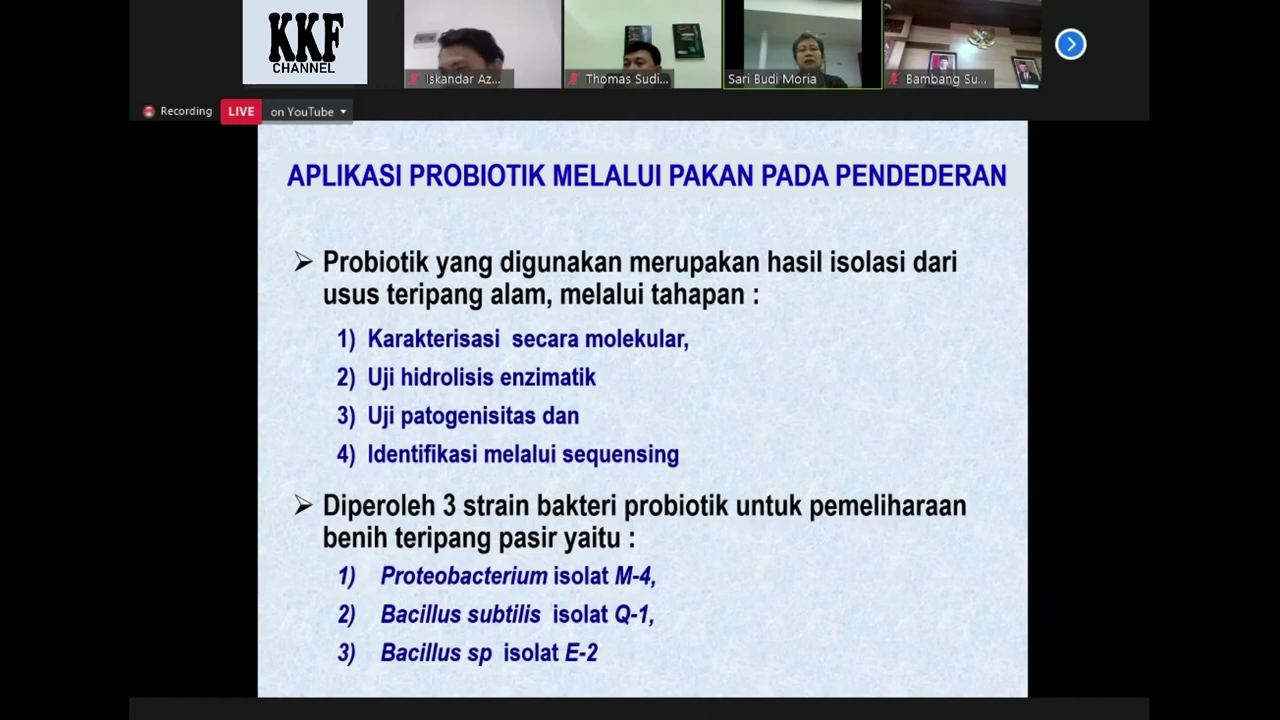 KKF
CHANNEL
Iskandar Az...
Thomas Sudi...
Sari Budi Moria
Bambang Su...
Recording
LIVE
on YouTube
APLIKASI PROBIOTIK MELALUI PAKAN PADA PENDEDERAN
➢ Probiotik yang digunakan merupakan hasil isolasi dari
usus teripang alam, melalui tahapan :
1) Karakterisasi secara molekular,
2) Uji hidrolisis enzimatik
3) Uji patogenisitas dan
4) Identifikasi melalui sequensing
➢ Diperoleh 3 strain bakteri probiotik untuk pemeliharaan
benih teripang pasir yaitu :
1) Proteobacterium isolat M-4,
2) Bacillus subtilis isolat Q-1,
3) Bacillus sp isolat E-2